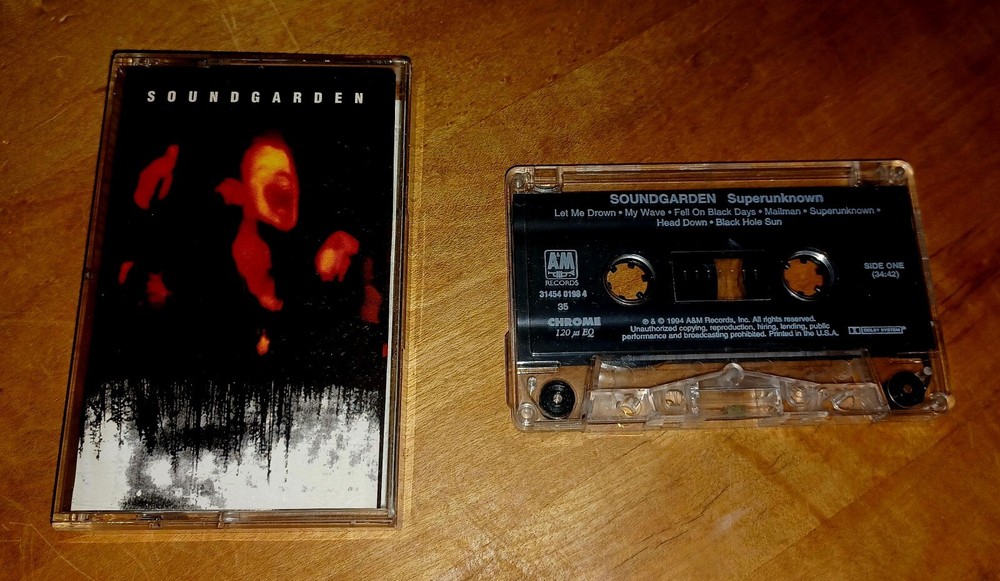 SOUNDGARDEN
SOUNDGARDEN Superunknown
Let Me Drown • My Wave • Fell On Black Days • Mailman • Superunknown •
Head Down • Black Hole Sun
A&M
RECORDS
31454 0198 4
35
CHROME
120 µs EQ
SIDE ONE
(34:42)
℗ & © 1994 A&M Records, Inc. All rights reserved.
Unauthorized copying, reproduction, hiring, lending, public
performance and broadcasting prohibited. Printed in the U.S.A.
DOLBY SYSTEM